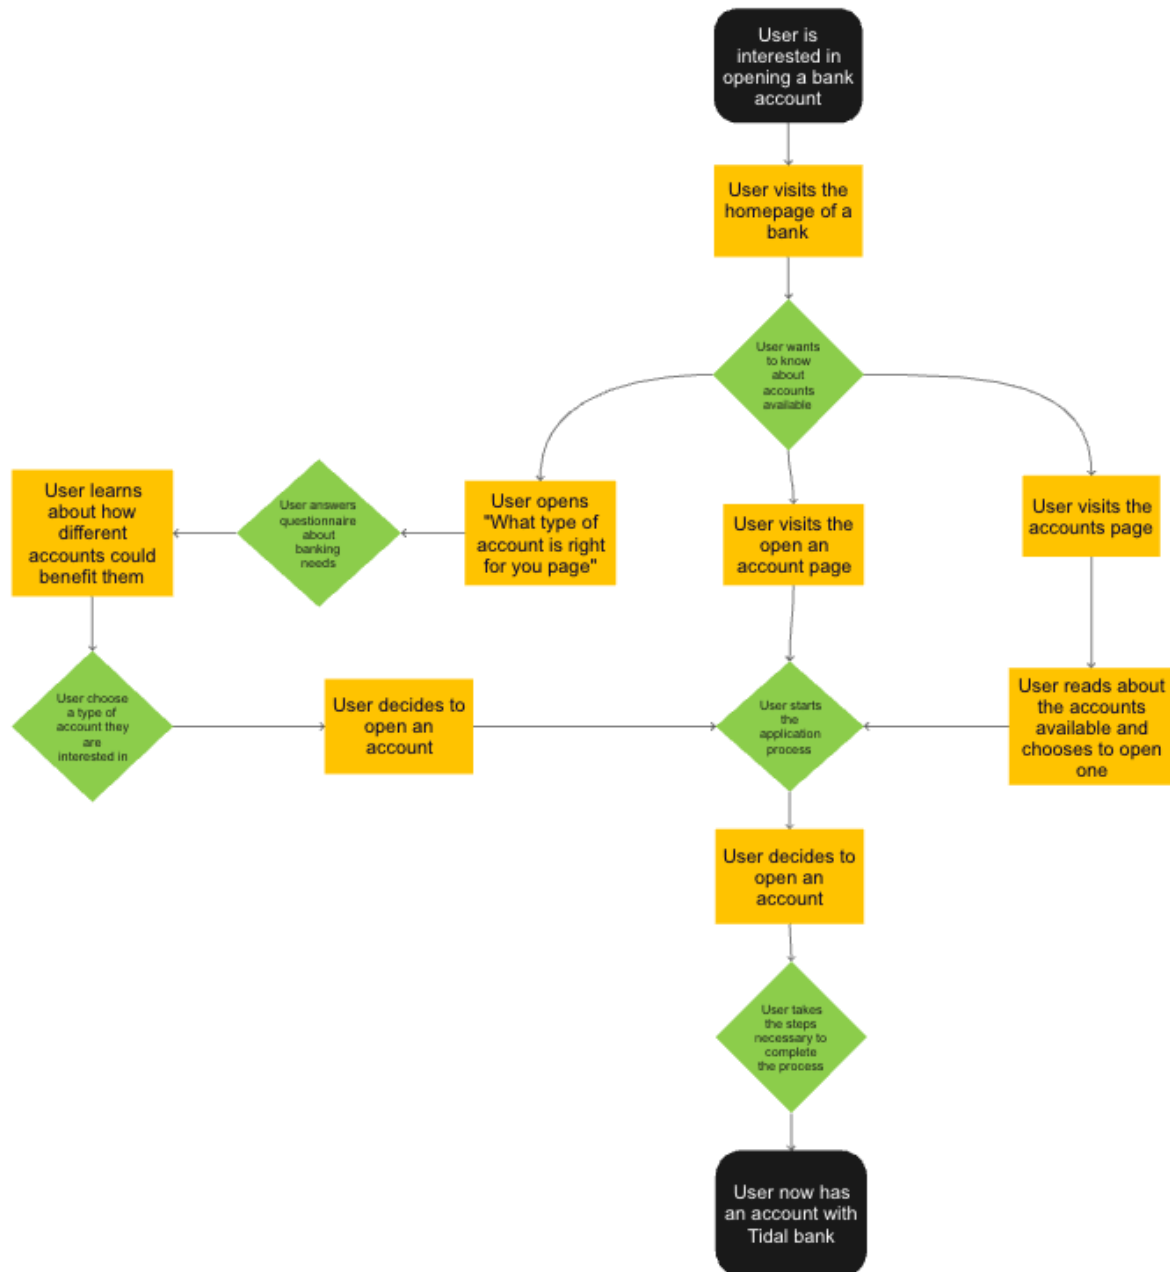 User is
interested in
opening a bank
account
User visits the
homepage of a
bank
User wants
to know
about
accounts
available
User learns
about how
different
accounts could
benefit them
User answers
questionnaire
about
banking
needs
User opens
"What type of
account is right
for you page"
User visits the
open an
account page
User visits the
accounts page
User choose
a type of
account they
are
interested in
User decides to
open an
account
User starts
the
application
process
User reads about
the accounts
available and
chooses to open
one
User decides to
open an
account
User takes
the steps
necessary to
complete
the process
User now has
an account with
Tidal bank